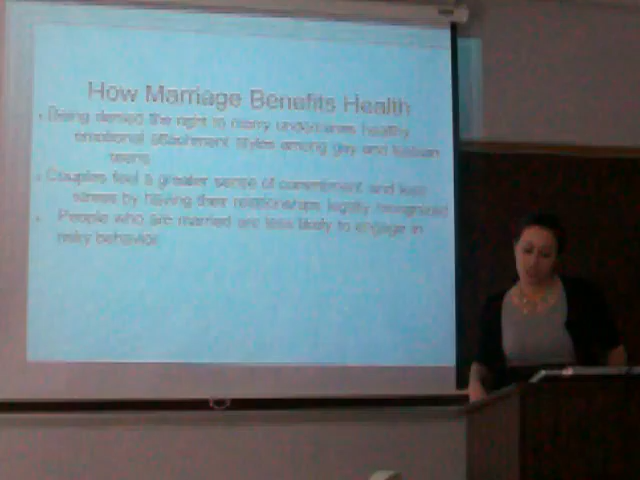 How Marriage Benefits Health
Being denied the right to marry undermines healthy
emotional attachment styles among gay and lesbian
teens
Couples feel a greater sense of commitment and less
stress by having their relationships legally recognized
People who are married are less likely to engage in
risky behavior